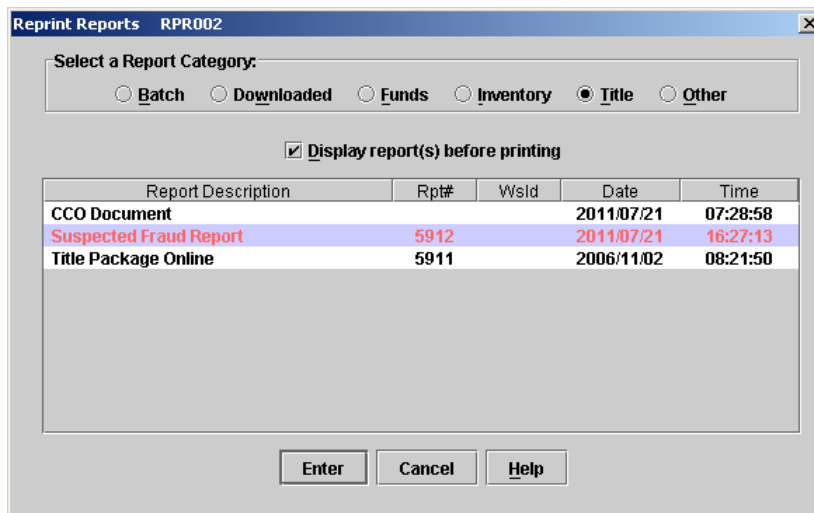 Reprint Reports RPR002
Select a Report Category:
Batch Downloaded Funds Inventory Title Other
Display report(s) before printing
Report Description Rpt# WsId Date Time
CCO Document 2011/07/21 07:28:58
Suspected Fraud Report 5912 2011/07/21 16:27:13
Title Package Online 5911 2006/11/02 08:21:50
Enter Cancel Help